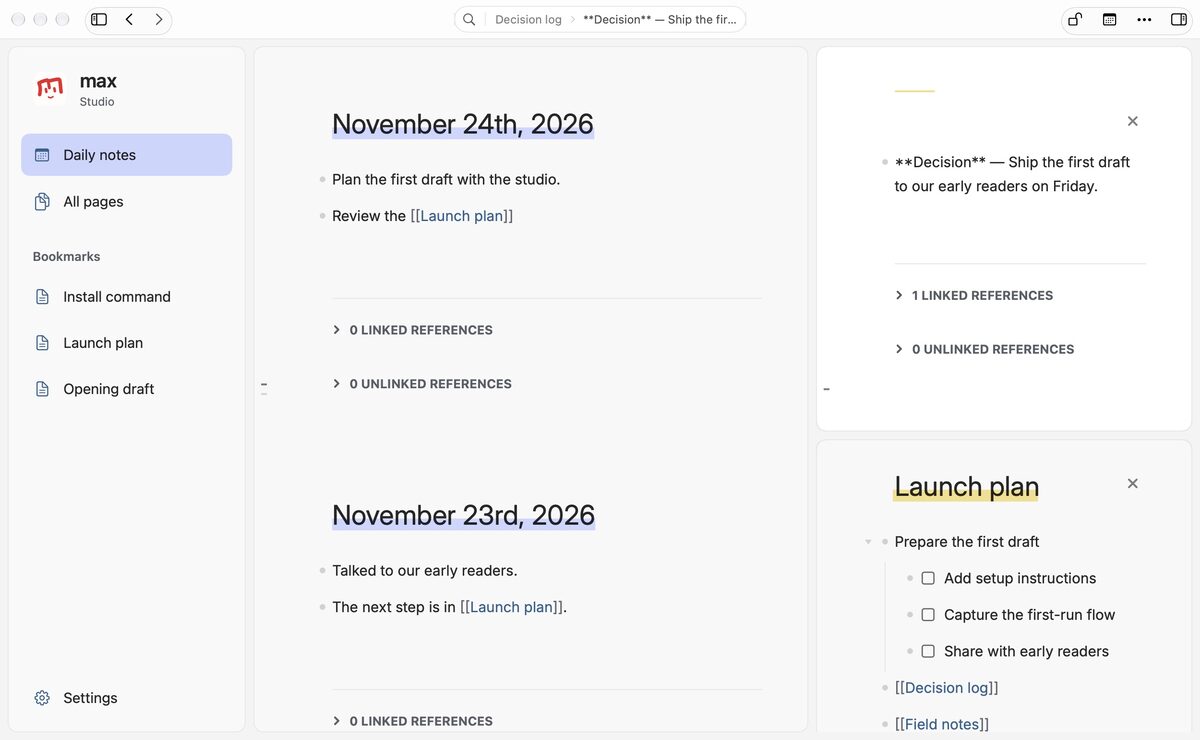 Decision log > **Decision** — Ship the fir...
max
Studio
Daily notes
All pages
Bookmarks
Install command
Launch plan
Opening draft
Settings
November 24th, 2026
Plan the first draft with the studio.
Review the [[Launch plan]]
0 LINKED REFERENCES
0 UNLINKED REFERENCES
November 23rd, 2026
Talked to our early readers.
The next step is in [[Launch plan]].
0 LINKED REFERENCES
**Decision** — Ship the first draft
to our early readers on Friday.
1 LINKED REFERENCES
0 UNLINKED REFERENCES
Launch plan
Prepare the first draft
Add setup instructions
Capture the first-run flow
Share with early readers
[[Decision log]]
[[Field notes]]